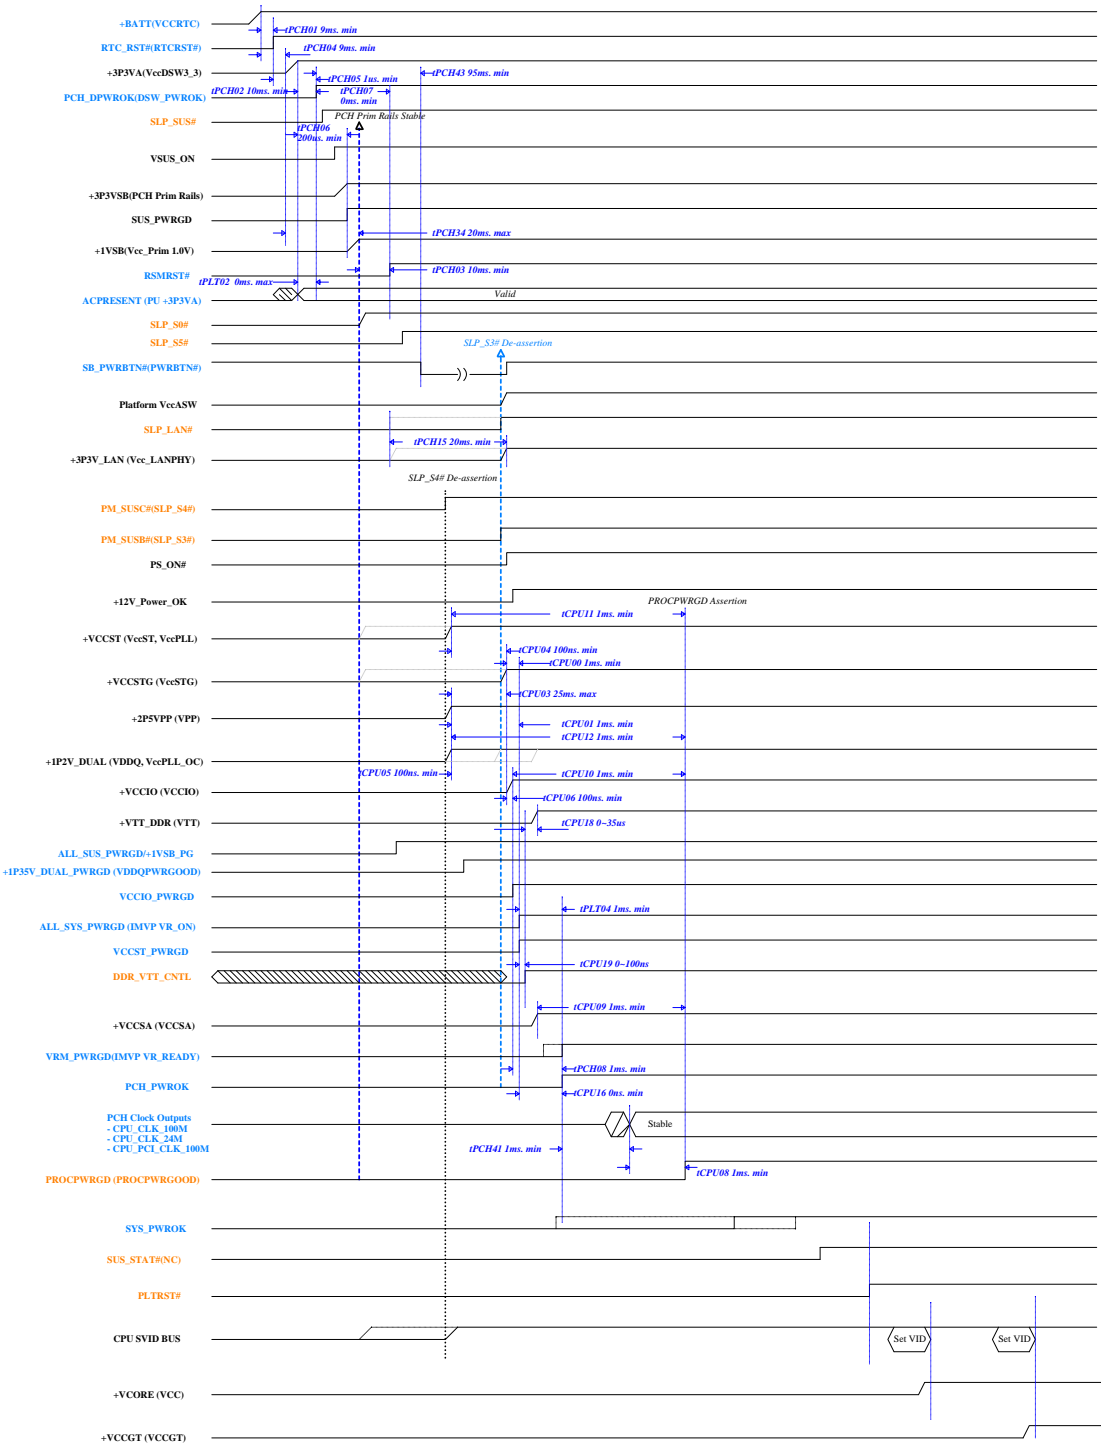 +BATT(VCCRTC)
tPCH01 9ms. min
RTC_RST#(RTCRST#)
tPCH04 9ms. min
+3P3VA(VccDSW3_3)
tPCH43 95ms. min
tPCH05 1us. min
tPCH02 10ms. min
tPCH07
0ms. min
PCH_DPWROK(DSW_PWROK)
PCH Prim Rails Stable
SLP_SUS#
tPCH06
200us. min
VSUS_ON
+3P3VSB(PCH Prim Rails)
SUS_PWRGD
tPCH34 20ms. max
+1VSB(Vcc_Prim 1.0V)
tPCH03 10ms. min
RSMRST#
tPLT02 0ms. max
ACPRESENT (PU +3P3VA)
Valid
SLP_S0#
SLP_S5#
SLP_S3# De-assertion
SB_PWRBTN#(PWRBTN#)
Platform VccASW
SLP_LAN#
tPCH15 20ms. min
+3P3V_LAN (Vcc_LANPHY)
SLP_S4# De-assertion
PM_SUSC#(SLP_S4#)
PM_SUSB#(SLP_S3#)
PS_ON#
+12V_Power_OK
PROCPWRGD Assertion
tCPU11 1ms. min
+VCCST (VccST, VccPLL)
tCPU04 100ns. min
tCPU00 1ms. min
+VCCSTG (VccSTG)
tCPU03 25ms. max
+2P5VPP (VPP)
tCPU01 1ms. min
tCPU12 1ms. min
+1P2V_DUAL (VDDQ, VccPLL_OC)
tCPU05 100ns. min
tCPU10 1ms. min
+VCCIO (VCCIO)
tCPU06 100ns. min
+VTT_DDR (VTT)
tCPU18 0~35us
ALL_SUS_PWRGD/+1VSB_PG
+1P35V_DUAL_PWRGD (VDDQPWRGOOD)
VCCIO_PWRGD
tPLT04 1ms. min
ALL_SYS_PWRGD (IMVP VR_ON)
VCCST_PWRGD
tCPU19 0~100ns
DDR_VTT_CNTL
tCPU09 1ms. min
+VCCSA (VCCSA)
VRM_PWRGD(IMVP VR_READY)
tPCH08 1ms. min
PCH_PWROK
tCPU16 0ns. min
PCH Clock Outputs
- CPU_CLK_100M
- CPU_CLK_24M
- CPU_PCI_CLK_100M
Stable
tPCH41 1ms. min
tCPU08 1ms. min
PROCPWRGD (PROCPWRGOOD)
SYS_PWROK
SUS_STAT#(NC)
PLTRST#
CPU SVID BUS
Set VID
Set VID
+VCORE (VCC)
+VCCGT (VCCGT)